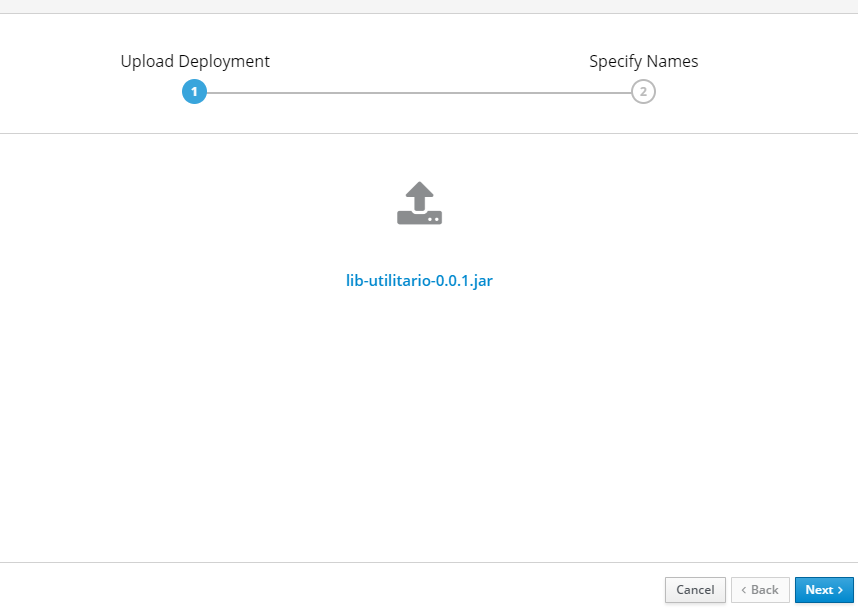 Upload Deployment
Specify Names
1
2
lib-utilitario-0.0.1.jar
Cancel
< Back
Next >